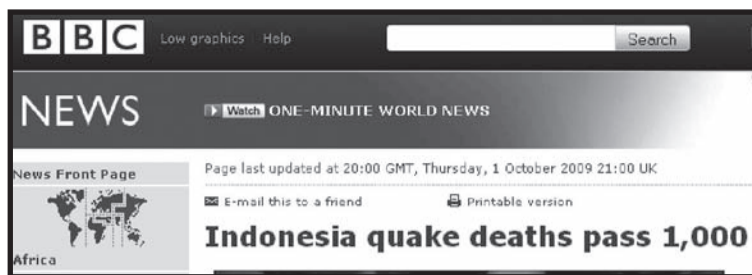 BBC Low graphics Help Search
NEWS Watch ONE-MINUTE WORLD NEWS
News Front Page
Africa
Page last updated at 20:00 GMT, Thursday, 1 October 2009 21:00 UK
E-mail this to a friend Printable version
Indonesia quake deaths pass 1,000